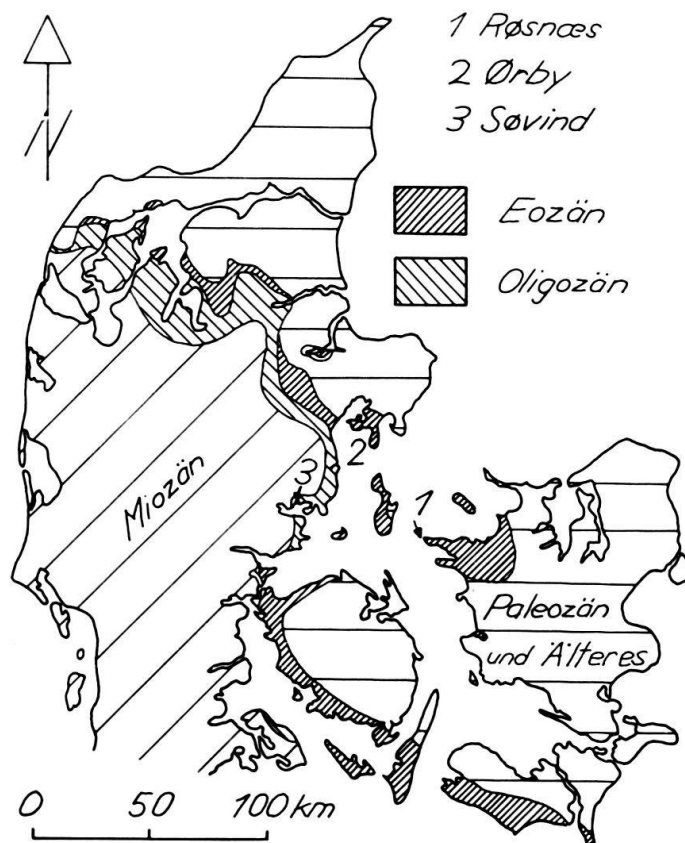 1 Røsnæs
2 Ørby
3 Søvind
N
Eozän
Oligozän
2
3
1
Miozän
Paleozän
und Älteres
0 50 100 km